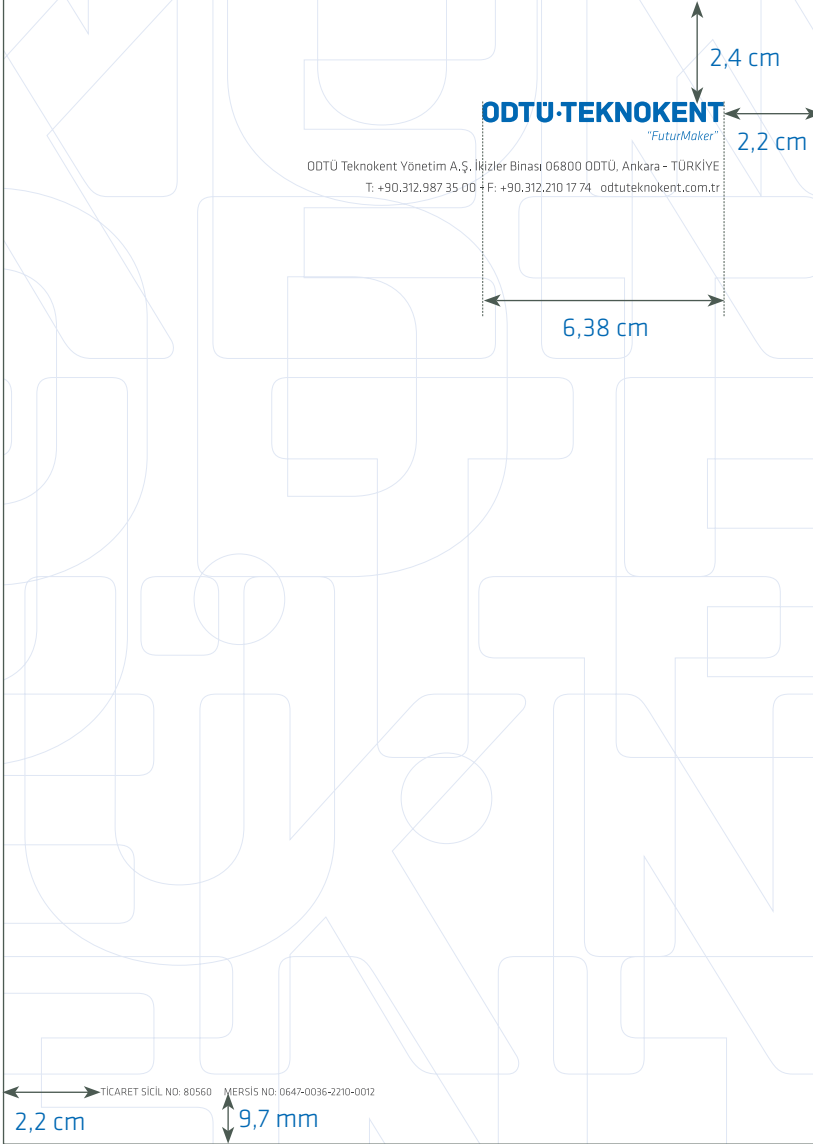 2,4 cm
ODTÜ·TEKNOKENT
"FuturMaker"
2,2 cm
ODTÜ Teknokent Yönetim A.Ş. İkizler Binası 06800 ODTÜ, Ankara - TÜRKİYE
T: +90.312.987 35 00 - F: +90.312.210 17 74 odtuteknokent.com.tr
6,38 cm
TİCARET SİCİL NO: 80560 MERSİS NO: 0647-0036-2210-0012
2,2 cm
9,7 mm